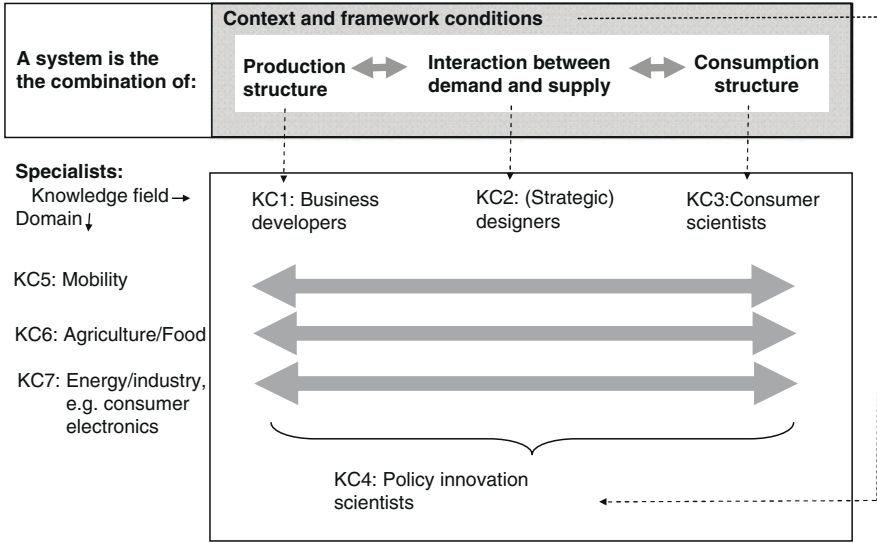 Context and framework conditions
A system is the
the combination of:
Production
structure
Interaction between
demand and supply
Consumption
structure
Specialists:
Knowledge field
Domain
KC1: Business
developers
KC2: (Strategic)
designers
KC3:Consumer
scientists
KC5: Mobility
KC6: Agriculture/Food
KC7: Energy/industry,
e.g. consumer
electronics
KC4: Policy innovation
scientists